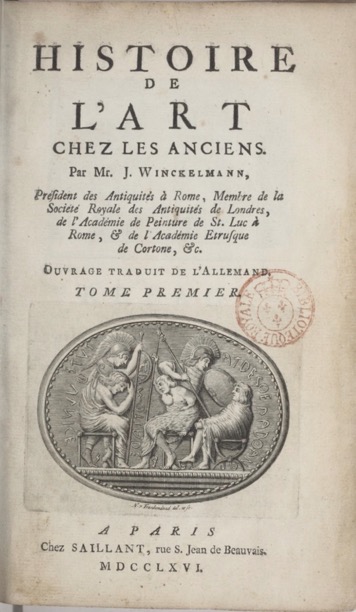 HISTOIRE
DE
L'ART
CHEZ LES ANCIENS.
Par Mr. J. WINCKELMANN,
Président des Antiquités à Rome, Membre de la
Société Royale des Antiquités de Londres,
de l'Académie de Peinture de St. Luc à
Rome, & de l'Académie Etrusque
de Cortone, &c.
OUVRAGE TRADUIT DE L'ALLEMAND.
TOME PREMIER.
BIBLIOTHEQUE ROYALE
A PARIS
Chez SAILLANT, rue S. Jean de Beauvais.
MDCCLXVI.